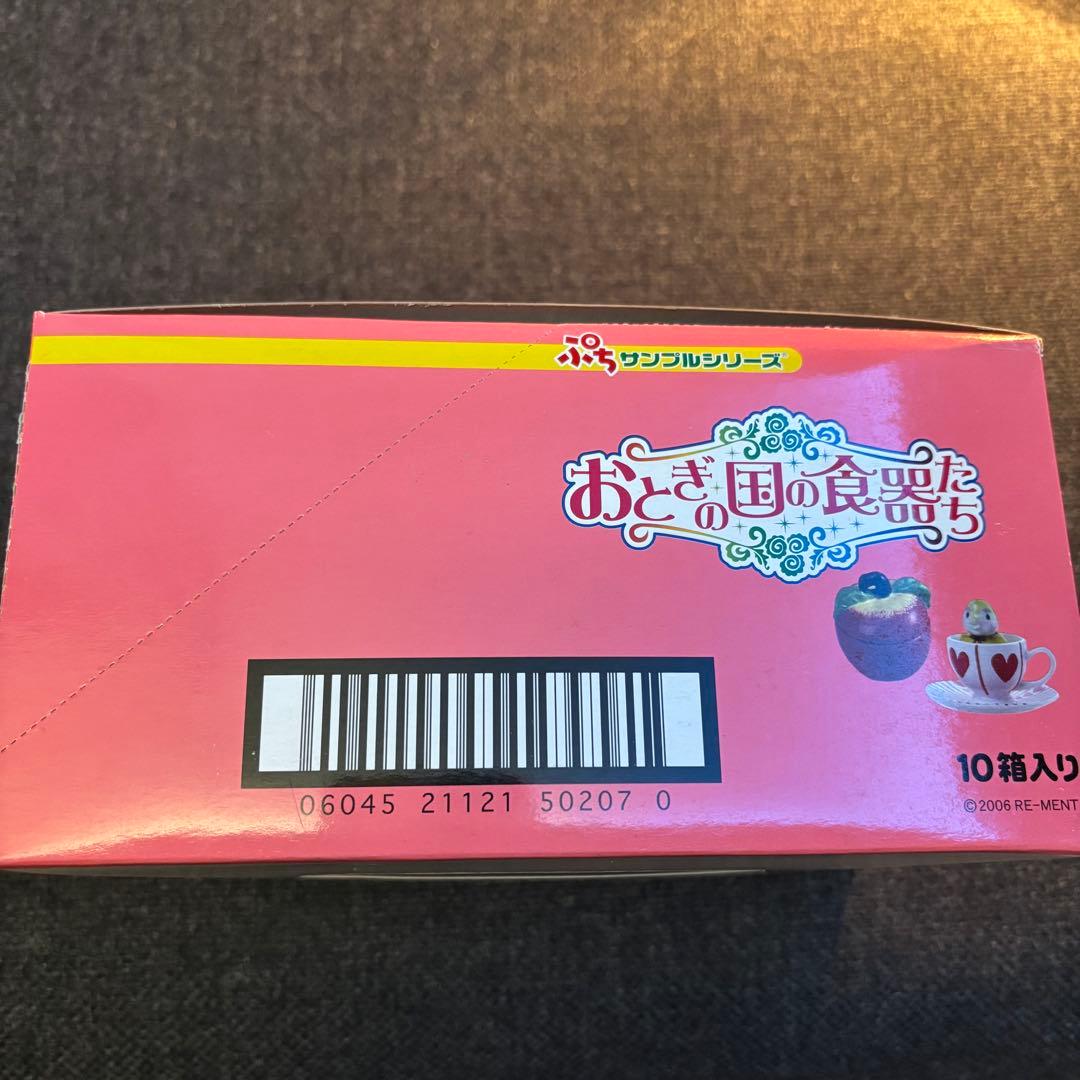 ぷちサンプルシリーズ
おとぎの国の食器たち
06045 21121 50207 0
10箱入り
©2006 RE-MENT